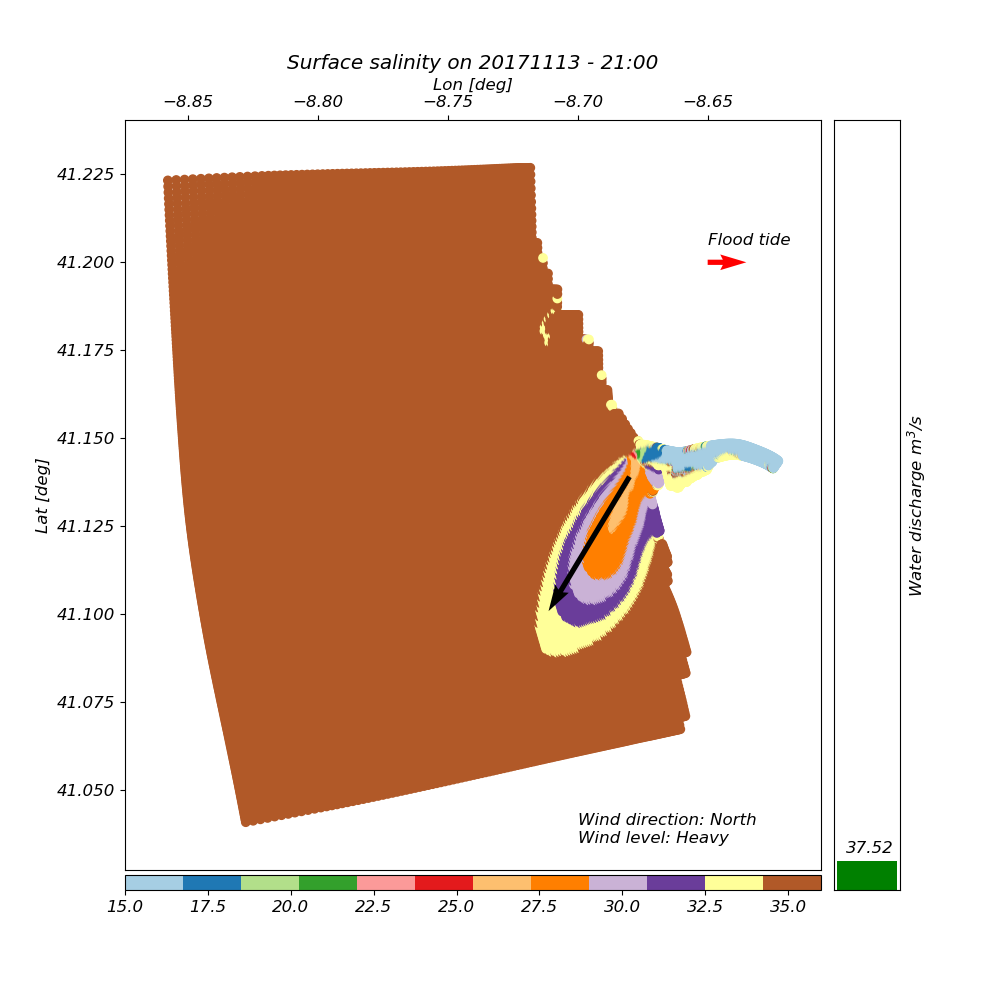 Surface salinity on 20171113 - 21:00
Lon [deg]
−8.85 −8.80 −8.75 −8.70 −8.65
41.225
41.200
41.175
41.150
41.125
41.100
41.075
41.050
Lat [deg]
Flood tide
Wind direction: North
Wind level: Heavy
15.0 17.5 20.0 22.5 25.0 27.5 30.0 32.5 35.0
37.52
Water discharge m³/s